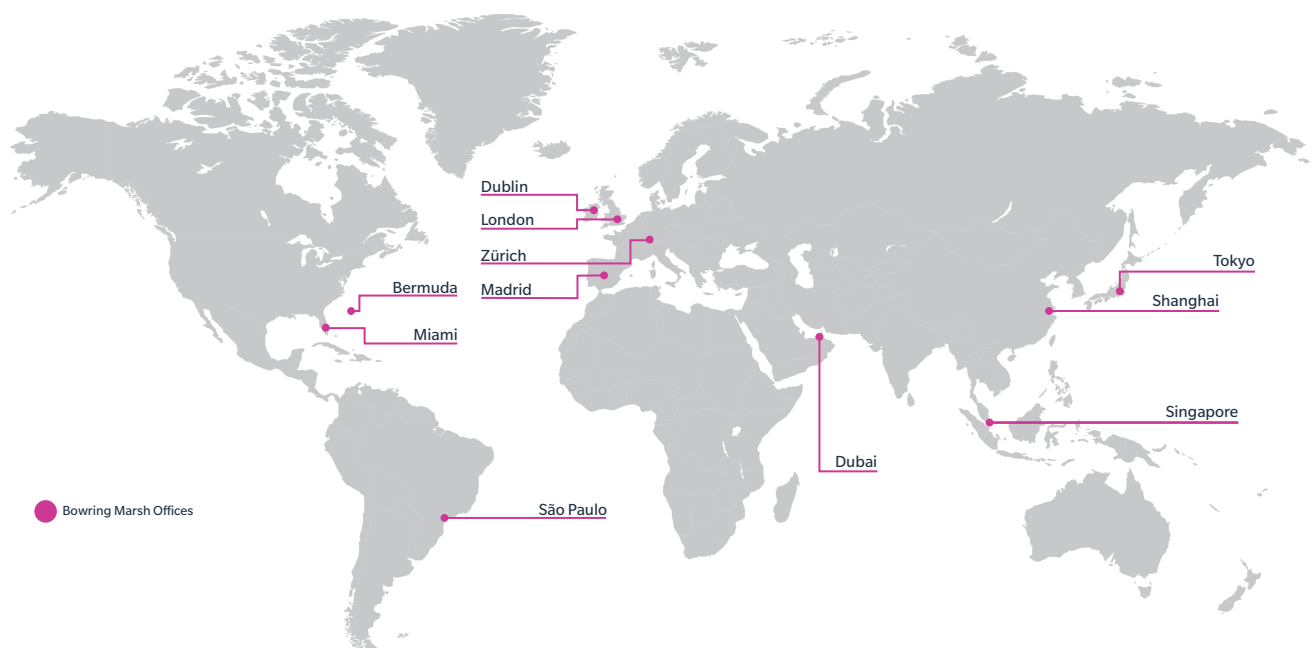 Dublin
London
Zürich
Madrid
Bermuda
Miami
Tokyo
Shanghai
Singapore
Dubai
São Paulo
Bowring Marsh Offices